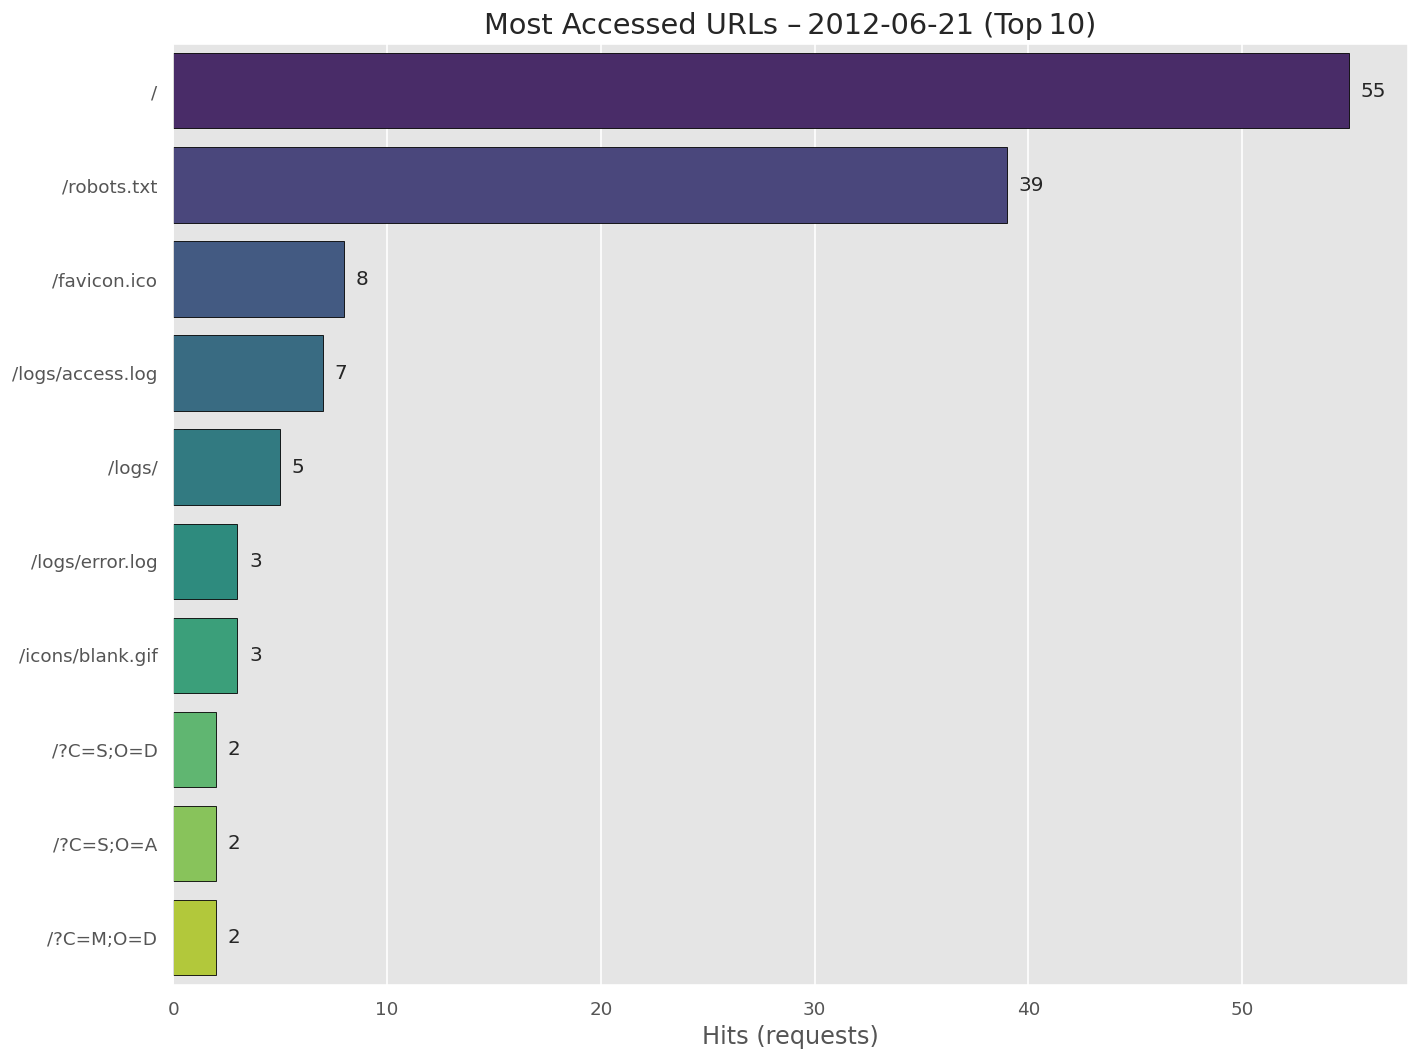 Most Accessed URLs – 2012-06-21 (Top 10)
/
55
/robots.txt
39
/favicon.ico
8
/logs/access.log
7
/logs/
5
/logs/error.log
3
/icons/blank.gif
3
/?C=S;O=D
2
/?C=S;O=A
2
/?C=M;O=D
2
0 10 20 30 40 50
Hits (requests)